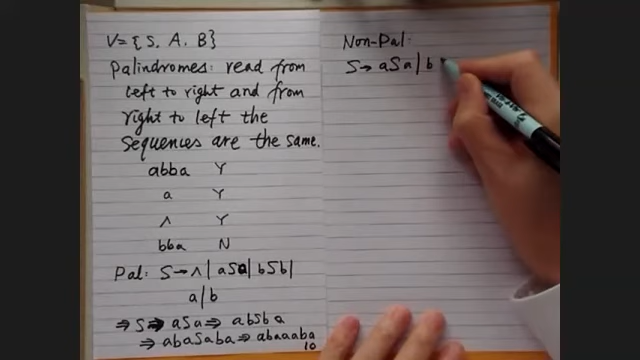 V = {S, A, B}
Palindromes: read from
left to right and from
right to left the
sequences are the same.
abba Y
a Y
Λ Y
bba N
Pal: S → Λ | aSa | bSb |
a | b
⇒ S ⇒ aSa ⇒ abSba
⇒ abaSaba ⇒ abaaaba
10
Non-Pal:
S → aSa | b